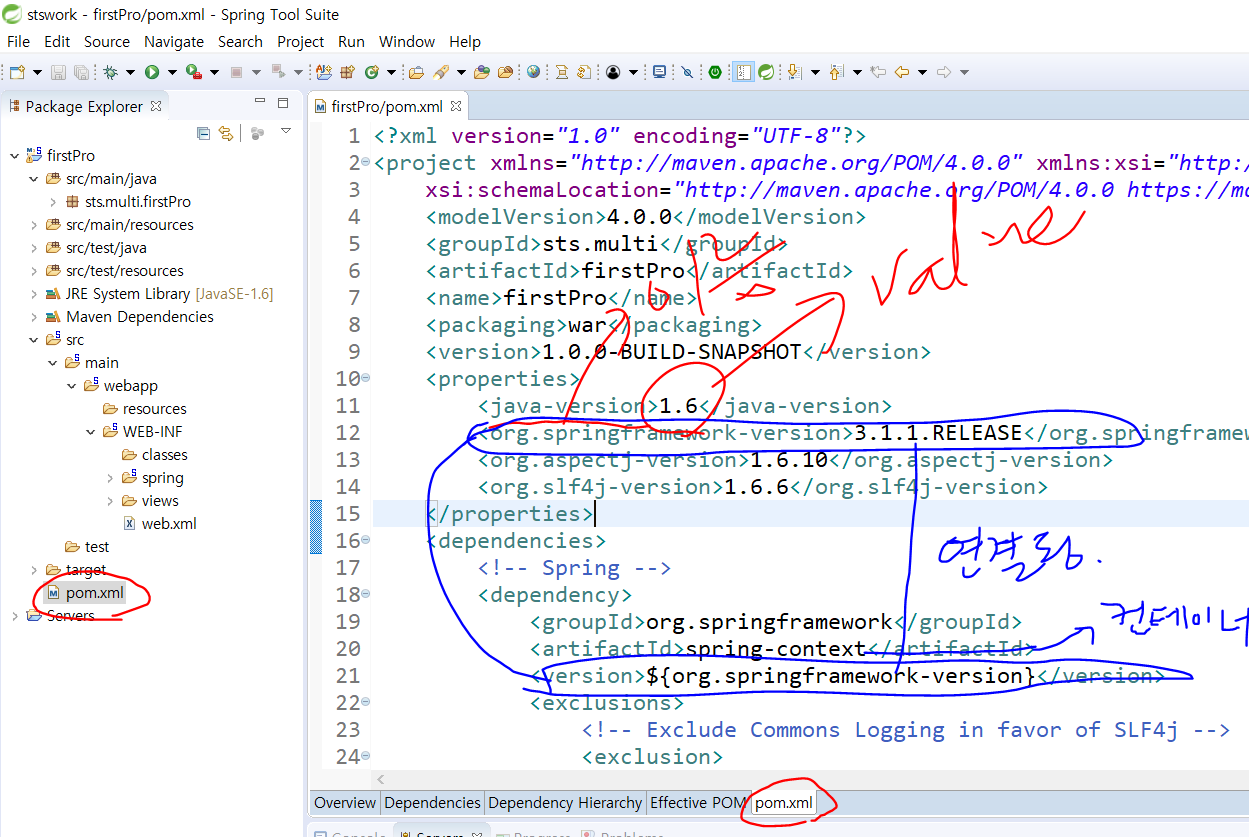 stswork - firstPro/pom.xml - Spring Tool Suite
File Edit Source Navigate Search Project Run Window Help
Package Explorer
firstPro
src/main/java
sts.multi.firstPro
src/main/resources
src/test/java
src/test/resources
JRE System Library [JavaSE-1.6]
Maven Dependencies
src
main
webapp
resources
WEB-INF
classes
spring
views
web.xml
test
target
pom.xml
Servers
firstPro/pom.xml
1 <?xml version="1.0" encoding="UTF-8"?>
2 <project xmlns="http://maven.apache.org/POM/4.0.0" xmlns:xsi="http:/
3 xsi:schemaLocation="http://maven.apache.org/POM/4.0.0 https://ma
4 <modelVersion>4.0.0</modelVersion>
5 <groupId>sts.multi</groupId>
6 <artifactId>firstPro</artifactId>
7 <name>firstPro</name>
8 <packaging>war</packaging>
9 <version>1.0.0-BUILD-SNAPSHOT</version>
10 <properties>
11 <java-version>1.6</java-version>
12 <org.springframework-version>3.1.1.RELEASE</org.springframew
13 <org.aspectj-version>1.6.10</org.aspectj-version>
14 <org.slf4j-version>1.6.6</org.slf4j-version>
15 </properties>
16 <dependencies>
17 <!-- Spring -->
18 <dependency>
19 <groupId>org.springframework</groupId>
20 <artifactId>spring-context</artifactId>
21 <version>${org.springframework-version}</version>
22 <exclusions>
23 <!-- Exclude Commons Logging in favor of SLF4j -->
24 <exclusion>
이름
value
연결됨.
컨테이너
Overview Dependencies Dependency Hierarchy Effective POM pom.xml
Console Servers Progress Problems